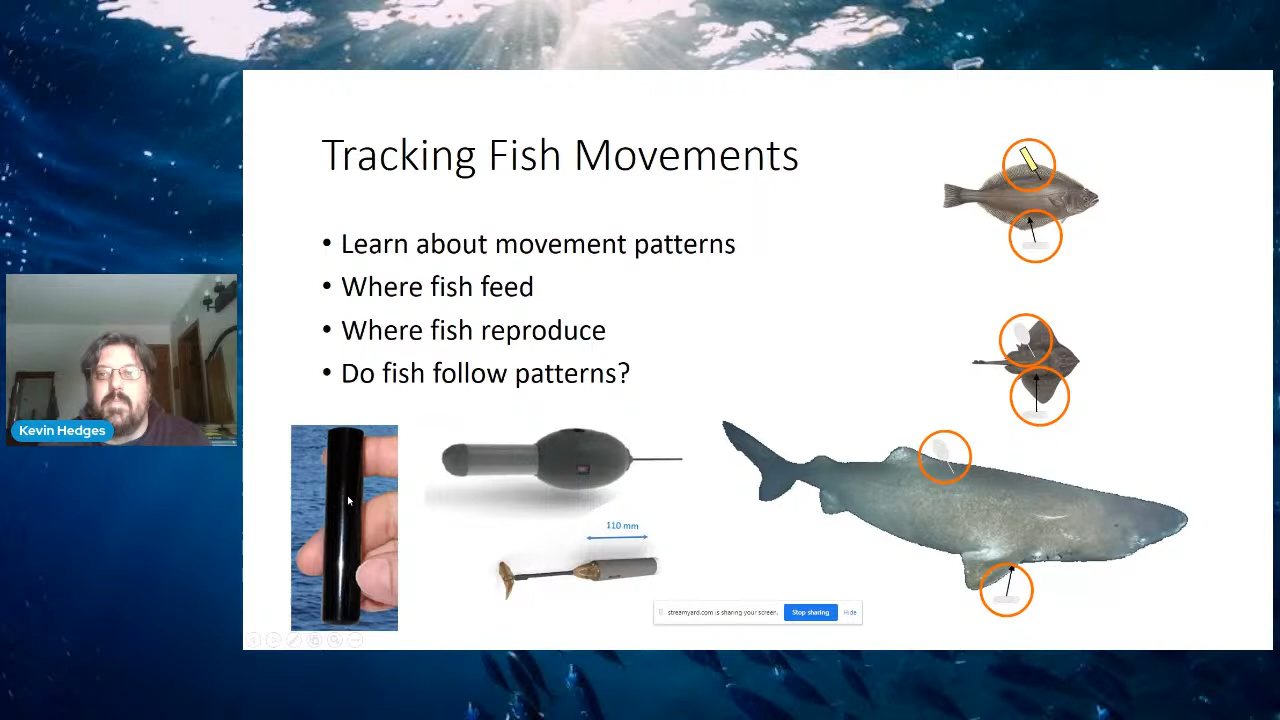 Tracking Fish Movements
• Learn about movement patterns
• Where fish feed
• Where fish reproduce
• Do fish follow patterns?
Kevin Hedges
110 mm
streamyard.com is sharing your screen.
Stop sharing
Hide